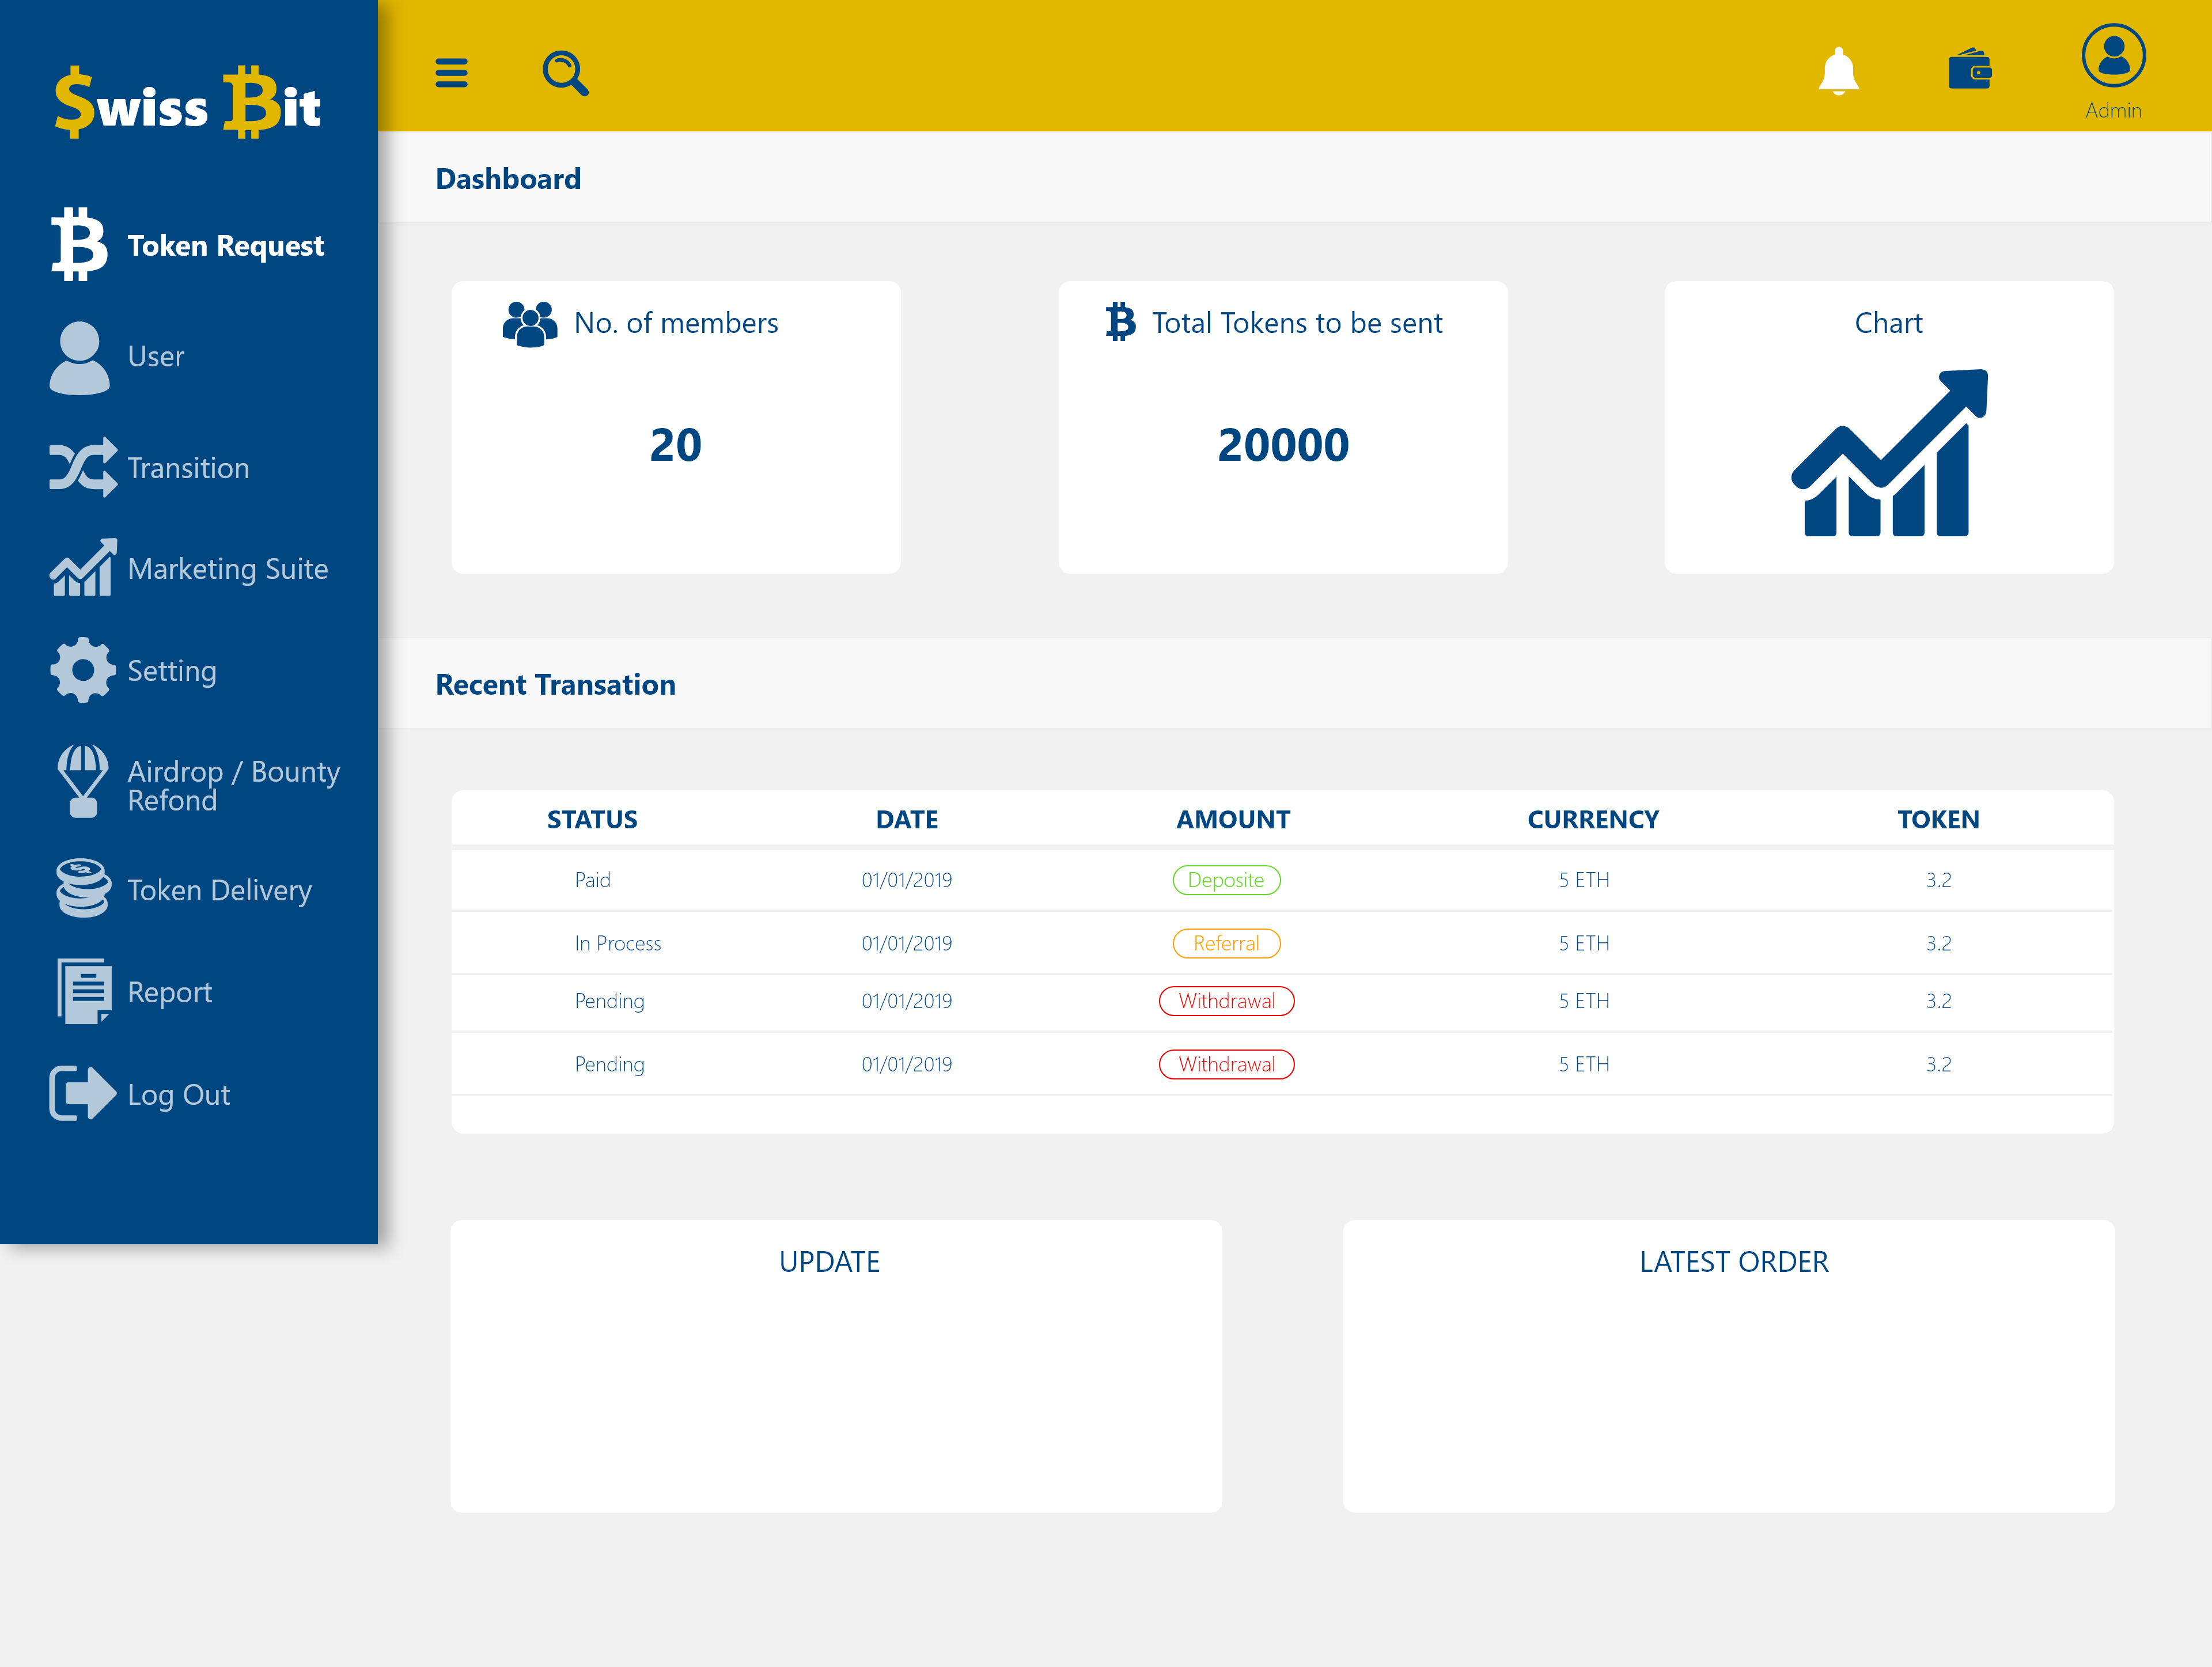 $wiss Bit
Admin
Dashboard
Token Request
User
Transition
Marketing Suite
Setting
Airdrop / Bounty
Refond
Token Delivery
Report
Log Out
No. of members
20
Total Tokens to be sent
20000
Chart
Recent Transation
STATUS DATE AMOUNT CURRENCY TOKEN
Paid 01/01/2019 Deposite 5 ETH 3.2
In Process 01/01/2019 Referral 5 ETH 3.2
Pending 01/01/2019 Withdrawal 5 ETH 3.2
Pending 01/01/2019 Withdrawal 5 ETH 3.2
UPDATE
LATEST ORDER